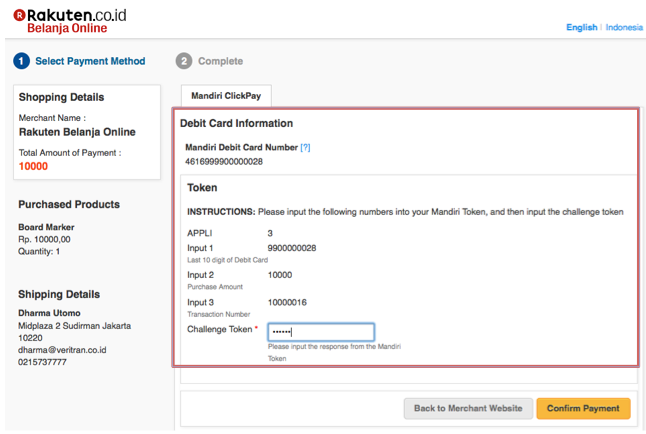 R Rakuten.co.id
Belanja Online
English | Indonesia
1 Select Payment Method
2 Complete
Shopping Details
Merchant Name :
Rakuten Belanja Online
Total Amount of Payment :
10000
Purchased Products
Board Marker
Rp. 10000,00
Quantity: 1
Shipping Details
Dharma Utomo
Midplaza 2 Sudirman Jakarta
10220
dharma@veritran.co.id
0215737777
Mandiri ClickPay
Debit Card Information
Mandiri Debit Card Number [?]
4616999900000028
Token
INSTRUCTIONS: Please input the following numbers into your Mandiri Token, and then input the challenge token
APPLI 3
Input 1 9900000028
Last 10 digit of Debit Card
Input 2 10000
Purchase Amount
Input 3 10000016
Transaction Number
Challenge Token * ••••••
Please input the response from the Mandiri
Token
Back to Merchant Website
Confirm Payment